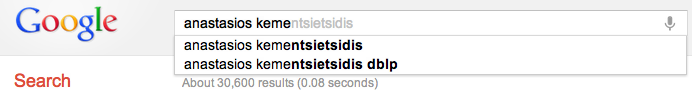 Google
anastasios kementsietsidis
anastasios kementsietsidis
anastasios kementsietsidis dblp
Search
About 30,600 results (0.08 seconds)